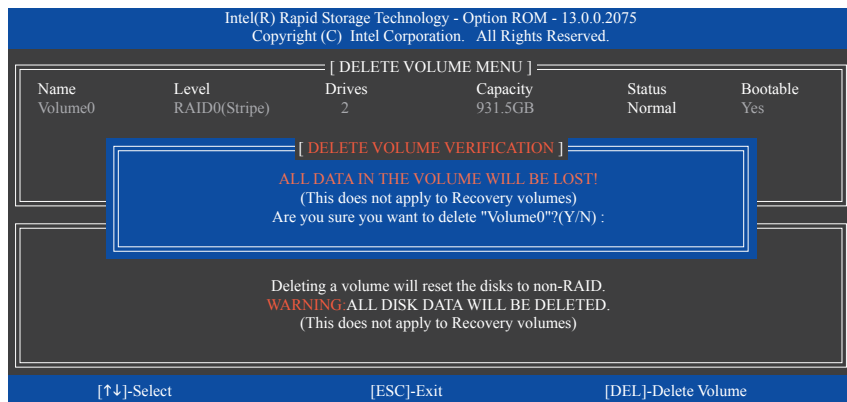 Intel(R) Rapid Storage Technology - Option ROM - 13.0.0.2075
Copyright (C) Intel Corporation. All Rights Reserved.
[ DELETE VOLUME MENU ]
Name Level Drives Capacity Status Bootable
Volume0 RAID0(Stripe) 2 931.5GB Normal Yes
[ DELETE VOLUME VERIFICATION ]
ALL DATA IN THE VOLUME WILL BE LOST!
(This does not apply to Recovery volumes)
Are you sure you want to delete "Volume0"?(Y/N) :
Deleting a volume will reset the disks to non-RAID.
WARNING:ALL DISK DATA WILL BE DELETED.
(This does not apply to Recovery volumes)
[↑↓]-Select [ESC]-Exit [DEL]-Delete Volume